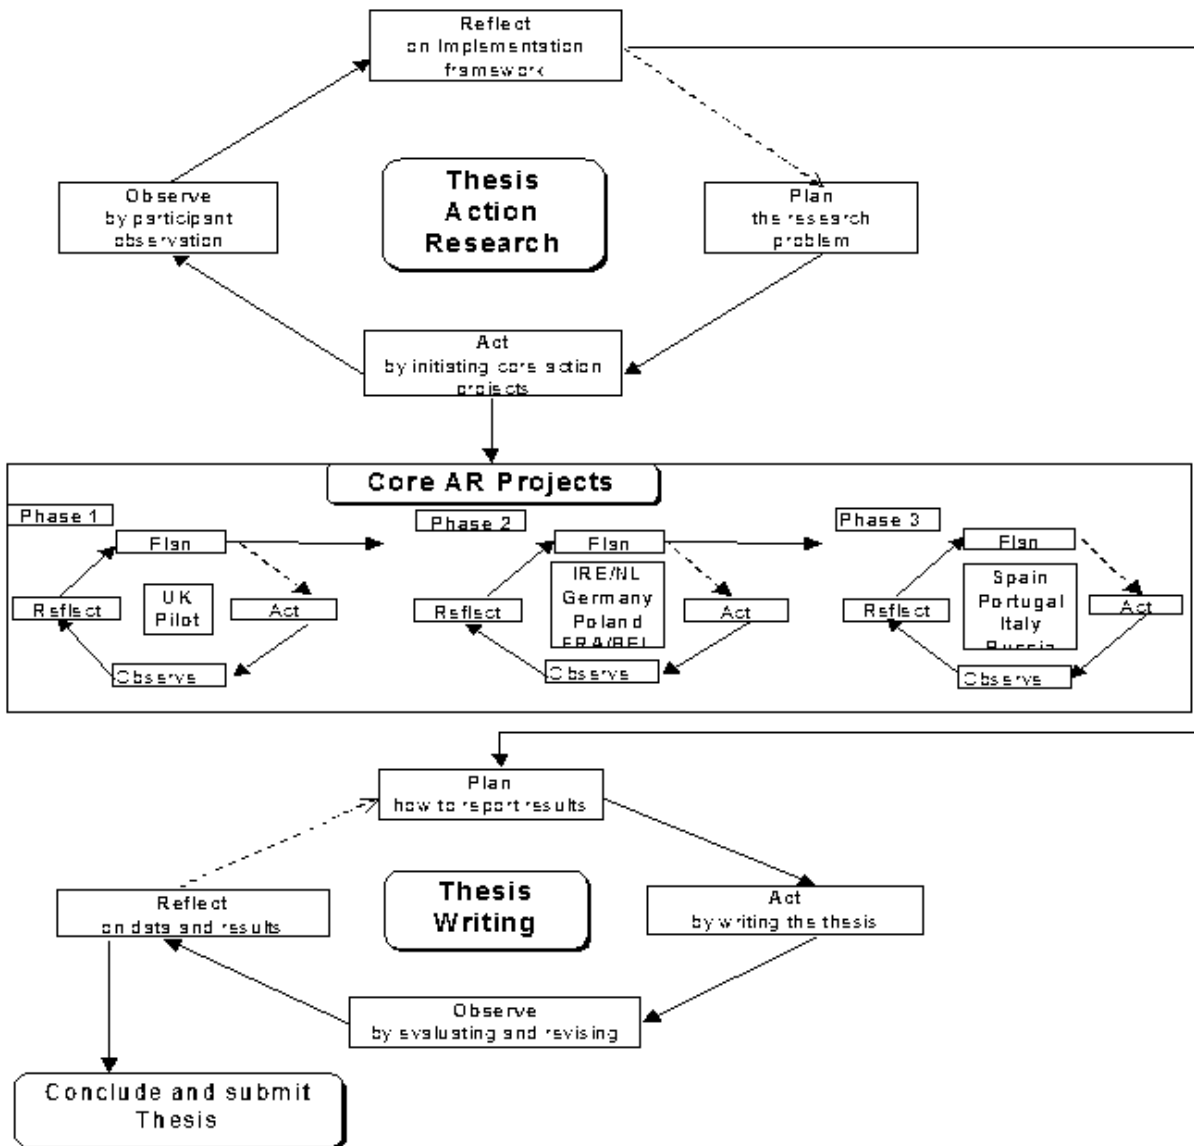 Reflect
on Implementation
framework
Thesis
Action
Research
Observe
by participant
observation
Plan
the research
problem
Act
by initiating core action
projects
Core AR Projects
Phase 1
Plan
Reflect
UK
Pilot
Act
Observe
Phase 2
Plan
Reflect
IRE/NL
Germany
Poland
FRA/BEL
Act
Observe
Phase 3
Plan
Reflect
Spain
Portugal
Italy
Russia
Act
Observe
Plan
how to report results
Thesis
Writing
Reflect
on data and results
Act
by writing the thesis
Observe
by evaluating and revising
Conclude and submit
Thesis